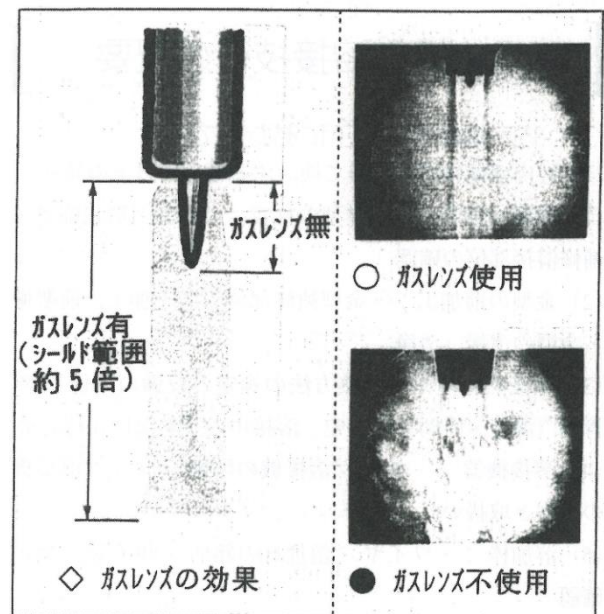 ガスレンズ無
ガスレンズ有
(シールド範囲
約5倍)
◇ ガスレンズの効果
○ ガスレンズ使用
● ガスレンズ不使用